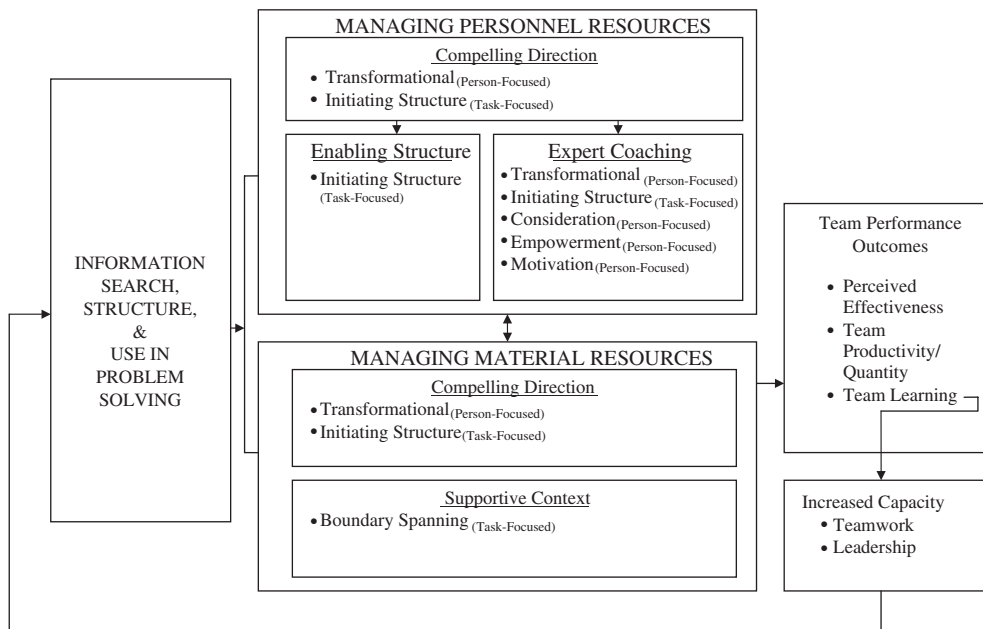 MANAGING PERSONNEL RESOURCES
Compelling Direction
• Transformational (Person-Focused)
• Initiating Structure (Task-Focused)
Enabling Structure
• Initiating Structure
(Task-Focused)
Expert Coaching
• Transformational (Person-Focused)
• Initiating Structure (Task-Focused)
• Consideration (Person-Focused)
• Empowerment (Person-Focused)
• Motivation (Person-Focused)
INFORMATION
SEARCH,
STRUCTURE,
&
USE IN
PROBLEM
SOLVING
MANAGING MATERIAL RESOURCES
Compelling Direction
• Transformational (Person-Focused)
• Initiating Structure (Task-Focused)
Supportive Context
• Boundary Spanning (Task-Focused)
Team Performance
Outcomes
• Perceived
Effectiveness
• Team
Productivity/
Quantity
• Team Learning
Increased Capacity
• Teamwork
• Leadership